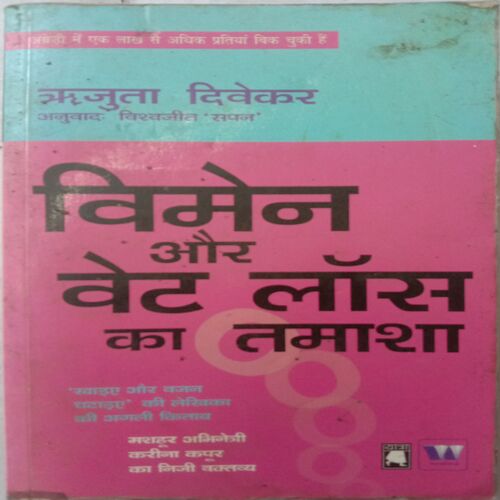 अंग्रेजी में एक लाख से अधिक प्रतियां बिक चुकी हैं
ऋजुता दिवेकर
अनुवाद: विश्वजीत 'सपन'
विमेन
और
वेट लॉस
का तमाशा
'खाइए और वजन
घटाइए' की लेखिका
की अगली किताब
मशहूर अभिनेत्री
करीना कपूर
का निजी वक्तव्य